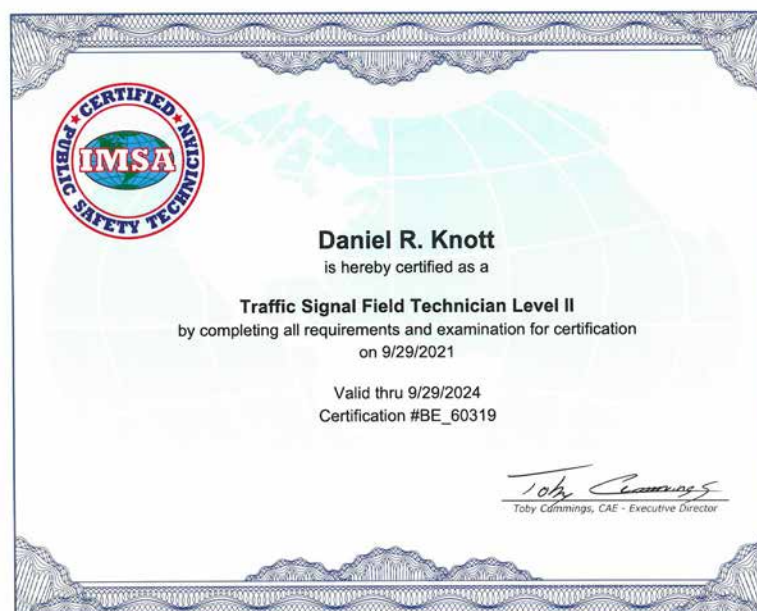 ★ CERTIFIED ★
PUBLIC SAFETY TECHNICIAN
IMSA
Daniel R. Knott
is hereby certified as a
Traffic Signal Field Technician Level II
by completing all requirements and examination for certification
on 9/29/2021
Valid thru 9/29/2024
Certification #BE_60319
Toby Cummings
Toby Cummings, CAE - Executive Director